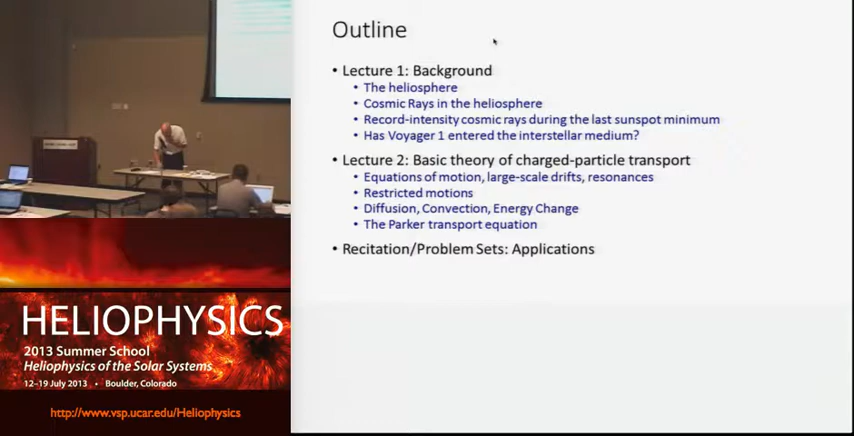 Outline
• Lecture 1: Background
• The heliosphere
• Cosmic Rays in the heliosphere
• Record-intensity cosmic rays during the last sunspot minimum
• Has Voyager 1 entered the interstellar medium?
• Lecture 2: Basic theory of charged-particle transport
• Equations of motion, large-scale drifts, resonances
• Restricted motions
• Diffusion, Convection, Energy Change
• The Parker transport equation
• Recitation/Problem Sets: Applications
HELIOPHYSICS
2013 Summer School
Heliophysics of the Solar Systems
12–19 July 2013 • Boulder, Colorado
http://www.vsp.ucar.edu/Heliophysics